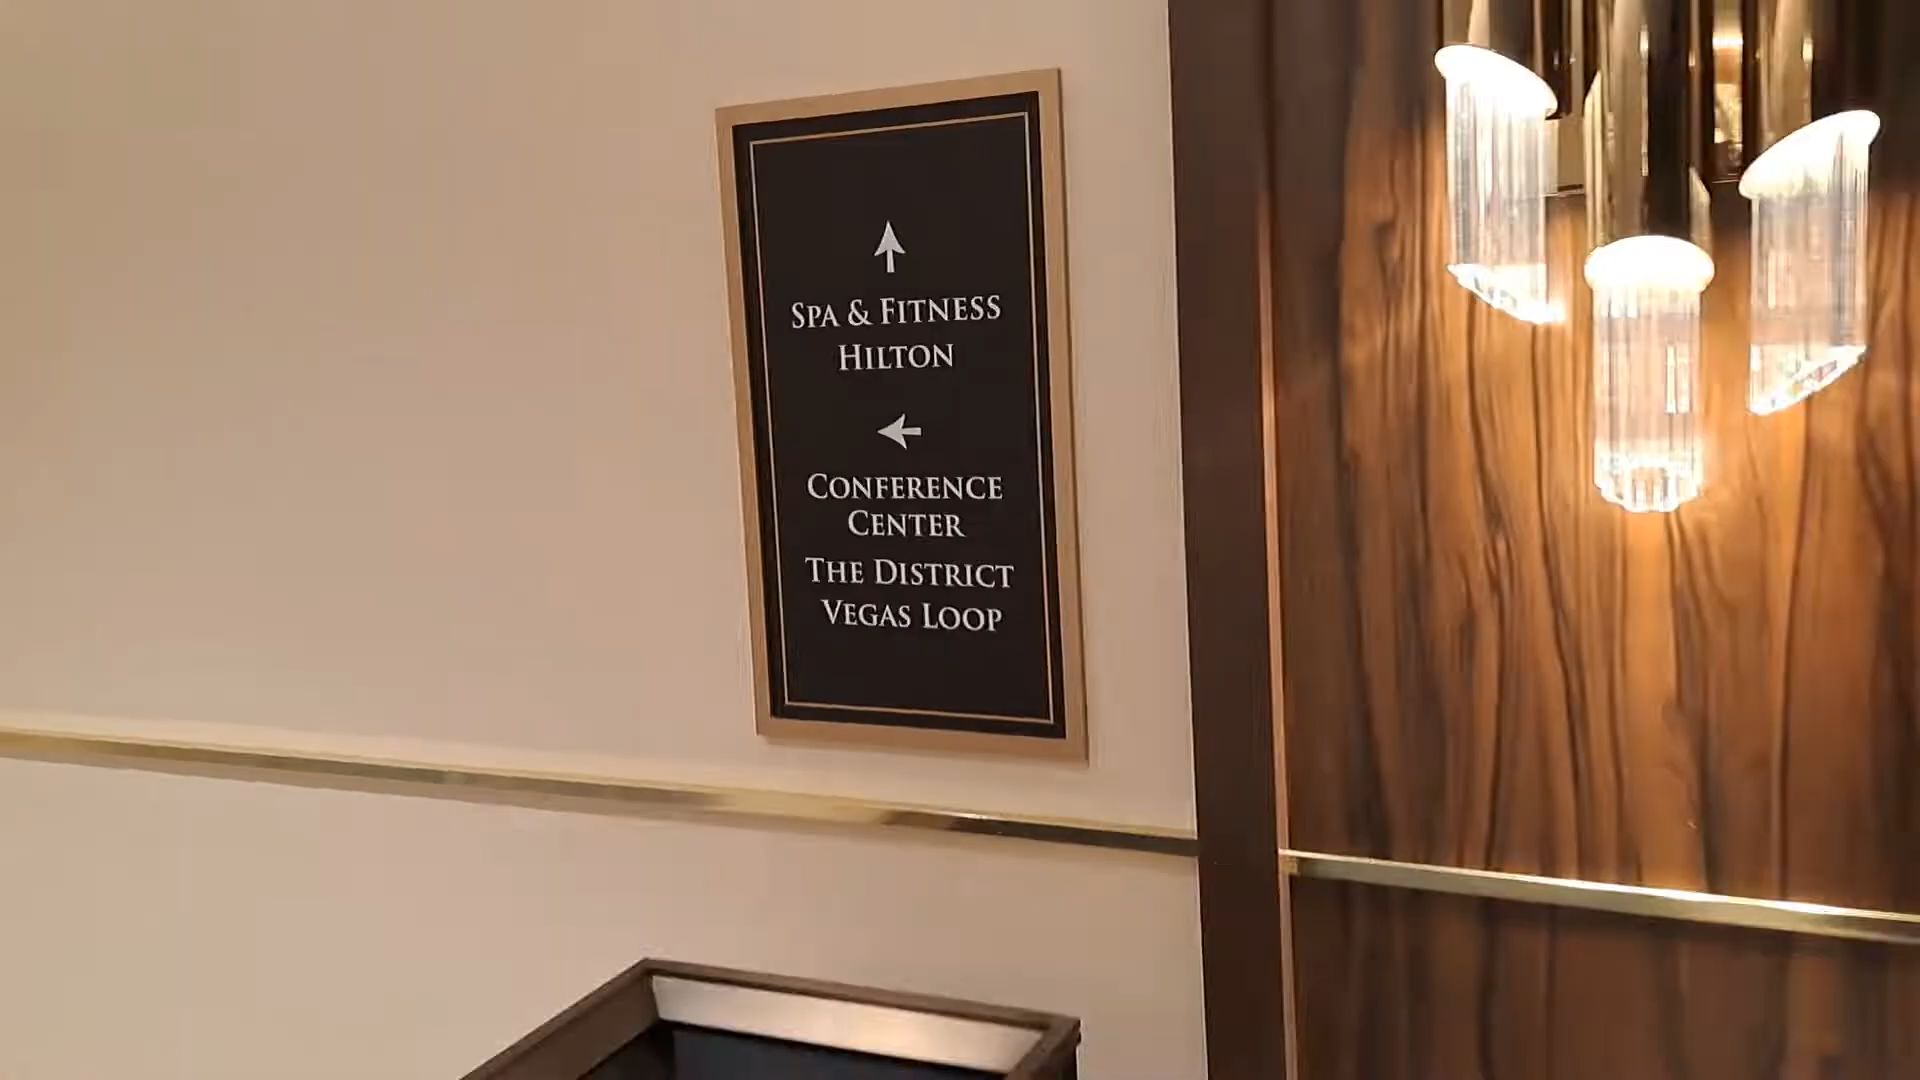 SPA & FITNESS
HILTON
CONFERENCE
CENTER
THE DISTRICT
VEGAS LOOP